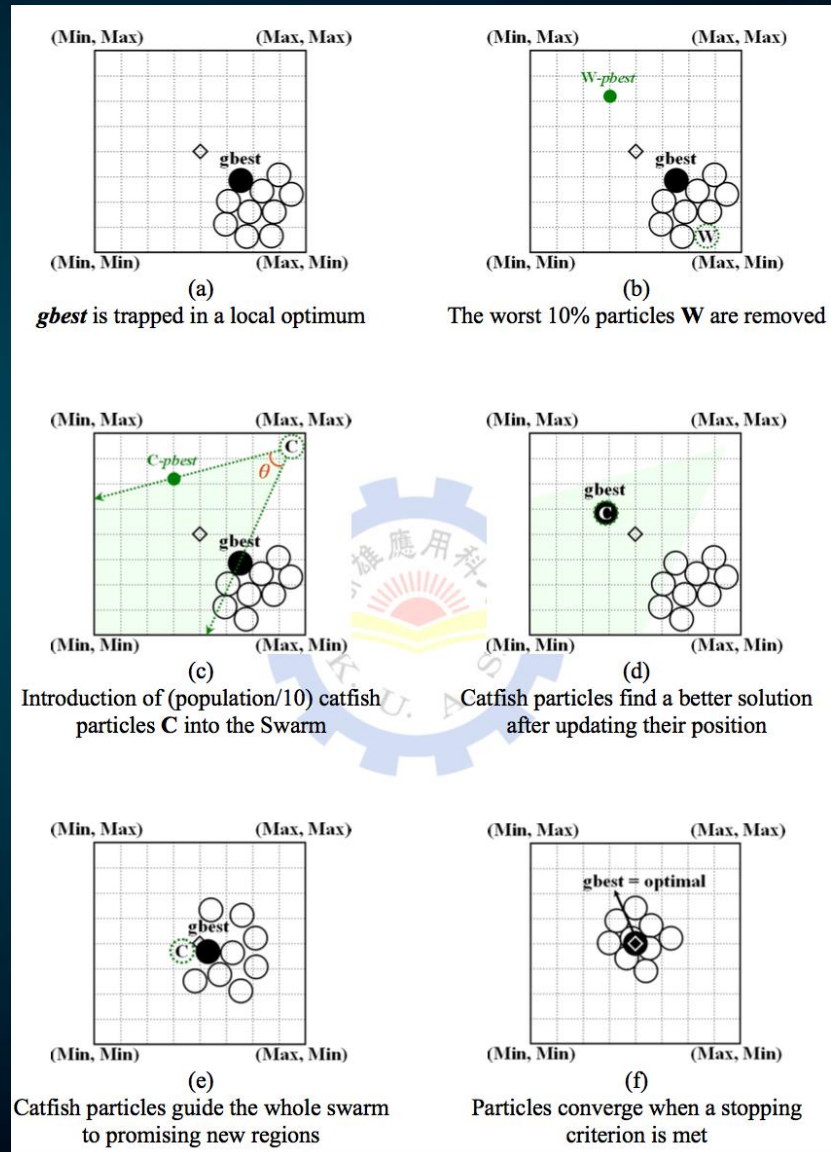 (Min, Max) (Max, Max)
gbest
(Min, Min) (Max, Min)
(a)
gbest is trapped in a local optimum
(Min, Max) (Max, Max)
W-pbest
gbest
W
(Min, Min) (Max, Min)
(b)
The worst 10% particles W are removed
(Min, Max) (Max, Max)
C
C-pbest
θ
gbest
(Min, Min) (Max, Min)
(c)
Introduction of (population/10) catfish
particles C into the Swarm
(Min, Max) (Max, Max)
gbest
C
(Min, Min) (Max, Min)
(d)
Catfish particles find a better solution
after updating their position
雄應用科
K. U. A. S
(Min, Max) (Max, Max)
gbest
C
(Min, Min) (Max, Min)
(e)
Catfish particles guide the whole swarm
to promising new regions
(Min, Max) (Max, Max)
gbest = optimal
(Min, Min) (Max, Min)
(f)
Particles converge when a stopping
criterion is met